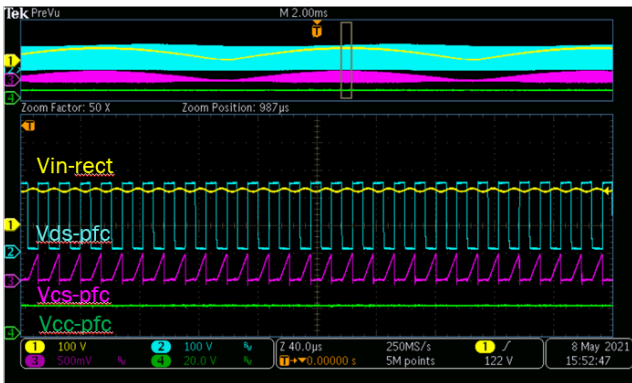 Tek PreVu
M 2.00ms
T
1
2
3
4
Zoom Factor: 50 X
Zoom Position: 987µs
T
Vin-rect
1
Vds-pfc
2
3
Vcs-pfc
Vcc-pfc
4
1 100 V
2 100 V
Z 40.0µs
250MS/s
1
8 May 2021
3 500mV
4 20.0 V
T→▼0.00000 s
5M points
122 V
15:52:47